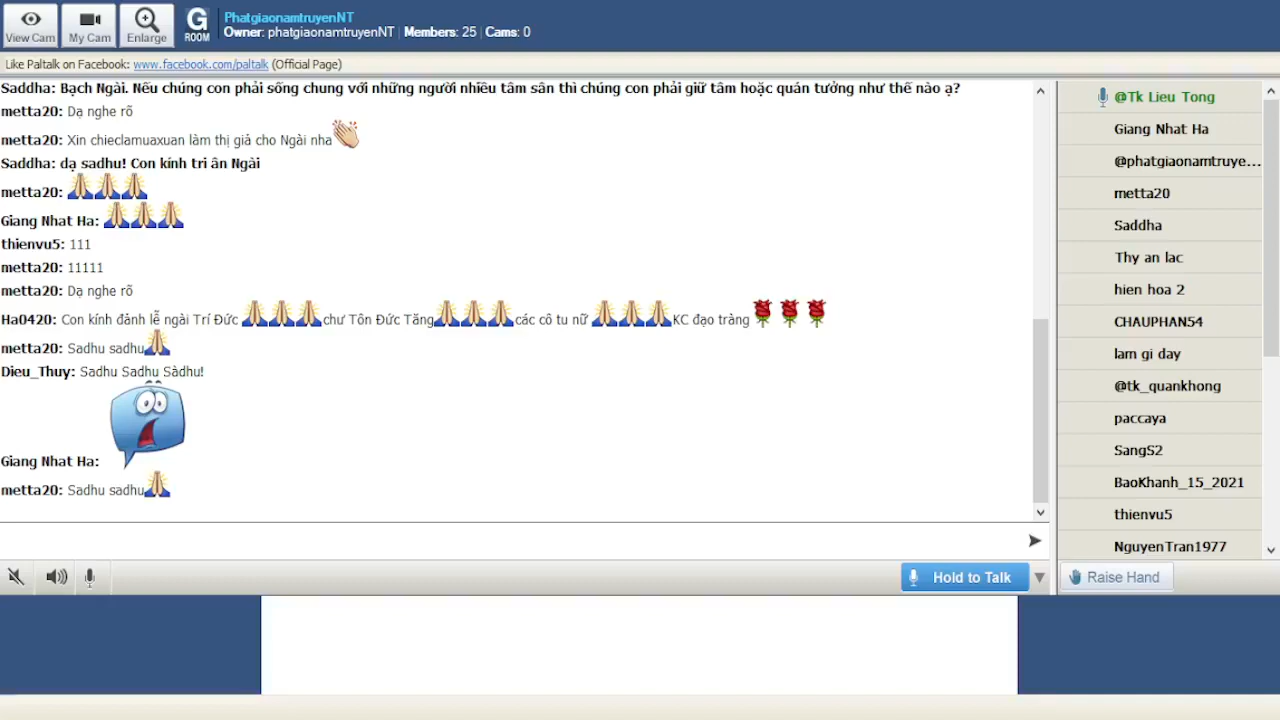 View Cam
My Cam
Enlarge
G
ROOM
PhatgiaonamtruyenNT
Owner: phatgiaonamtruyenNT | Members: 25 | Cams: 0
Like Paltalk on Facebook: www.facebook.com/paltalk (Official Page)
Saddha: Bạch Ngài. Nếu chúng con phải sống chung với những người nhiều tâm sân thì chúng con phải giữ tâm hoặc quán tưởng như thế nào ạ?
metta20: Dạ nghe rõ
metta20: Xin chieclamuaxuan làm thị giả cho Ngài nha
Saddha: dạ sadhu! Con kính tri ân Ngài
metta20:
Giang Nhat Ha:
thienvu5: 111
metta20: 11111
metta20: Dạ nghe rõ
Ha0420: Con kính đảnh lễ ngài Trí Đức chư Tôn Đức Tăng các cô tu nữ KC đạo tràng
metta20: Sadhu sadhu
Dieu_Thuy: Sadhu Sadhu Sàdhu!
Giang Nhat Ha:
metta20: Sadhu sadhu
@Tk Lieu Tong
Giang Nhat Ha
@phatgiaonamtruye...
metta20
Saddha
Thy an lac
hien hoa 2
CHAUPHAN54
lam gi day
@tk_quankhong
paccaya
SangS2
BaoKhanh_15_2021
thienvu5
NguyenTran1977
Hold to Talk
Raise Hand